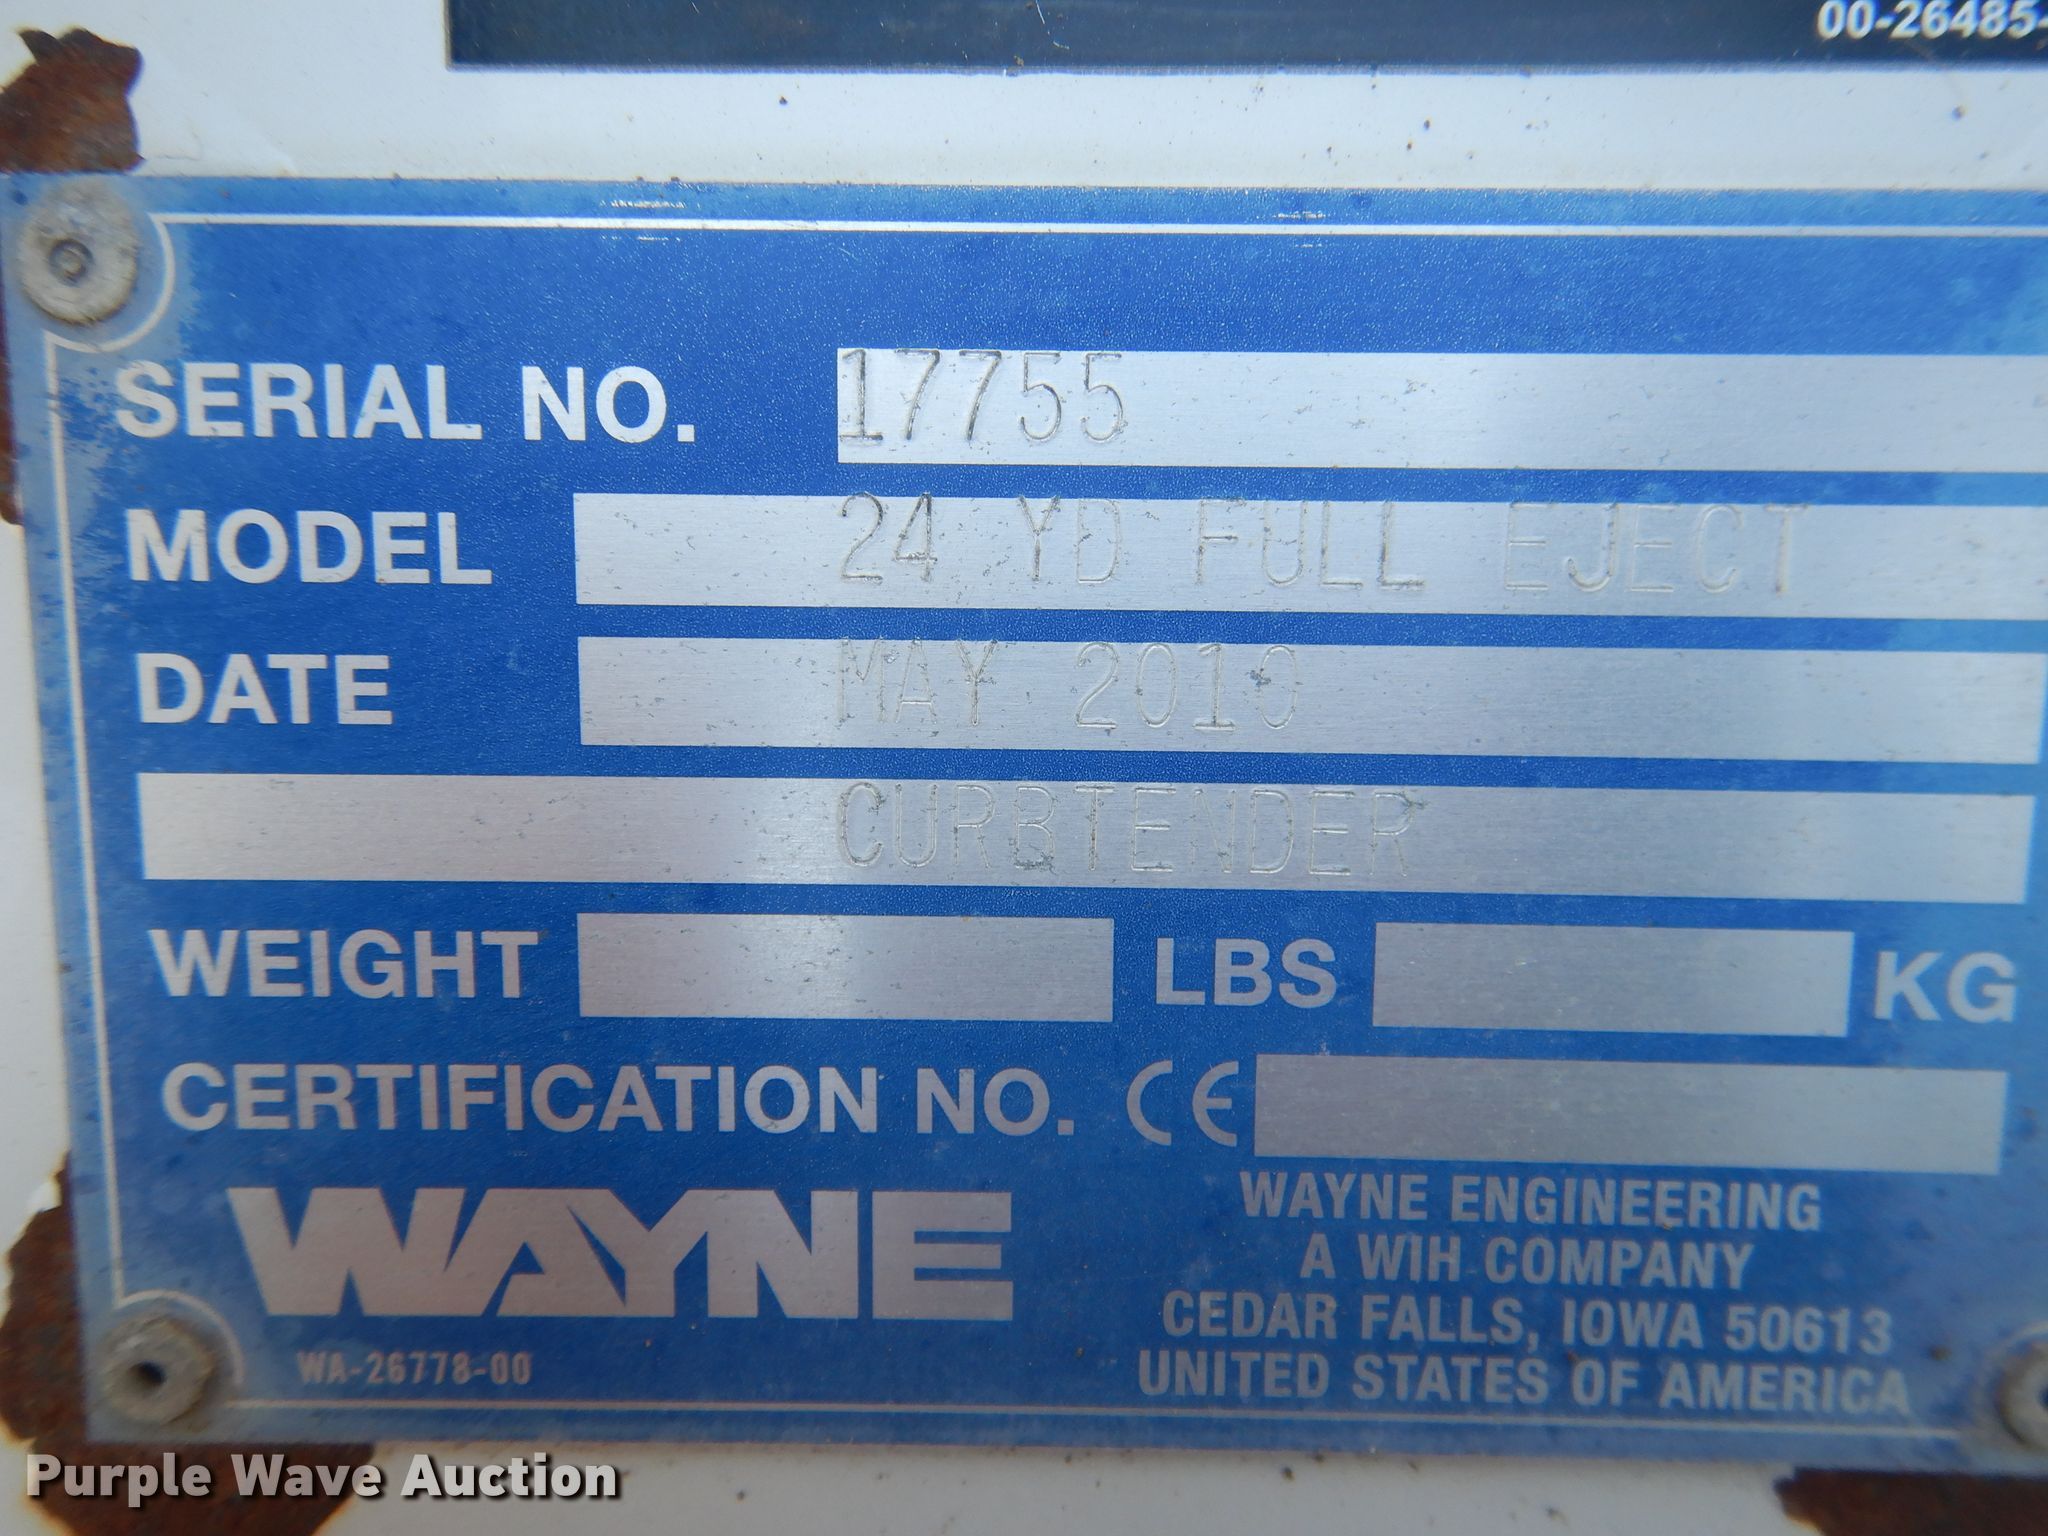 00-26485-
SERIAL NO. 17755
MODEL 24 YD FULL EJECT
DATE MAY 2010
CURBTENDER
WEIGHT LBS KG
CERTIFICATION NO. CE
WAYNE
WAYNE ENGINEERING
A WIH COMPANY
CEDAR FALLS, IOWA 50613
UNITED STATES OF AMERICA
WA-26778-00
Purple Wave Auction